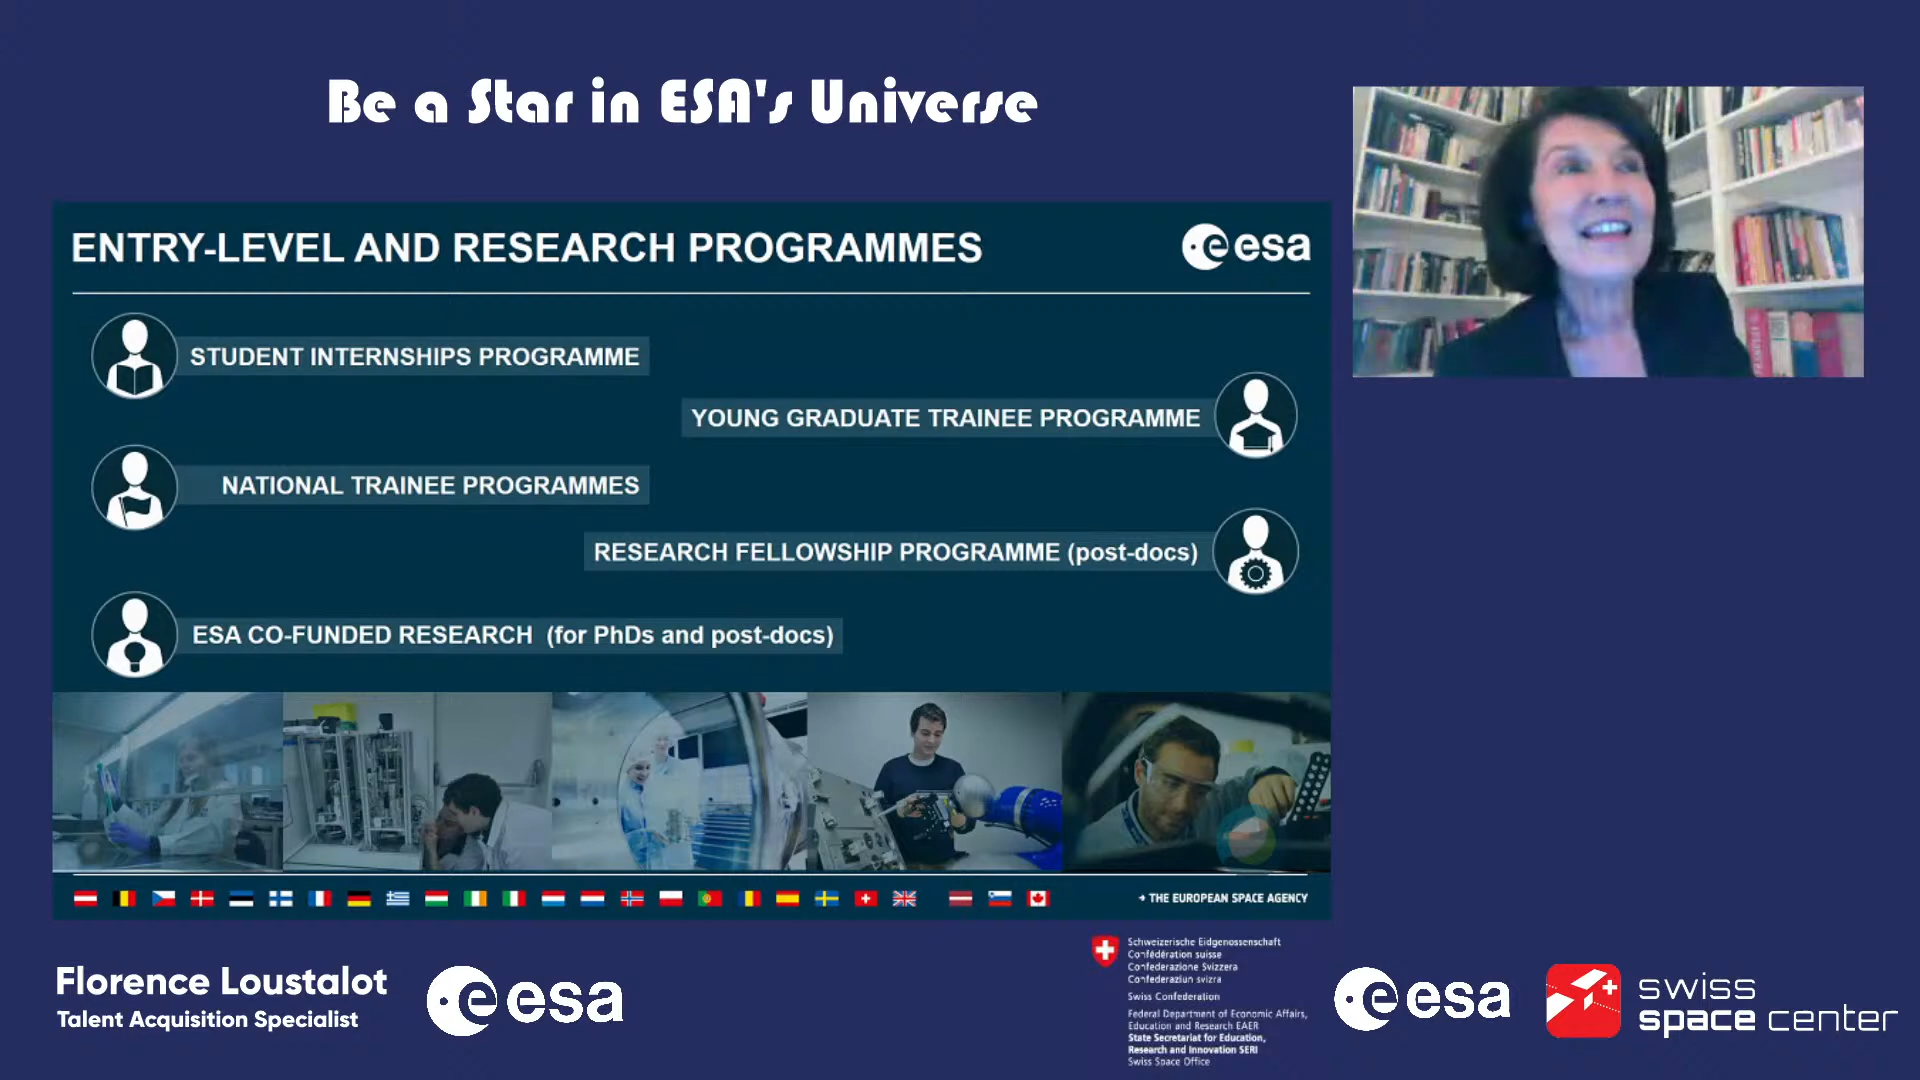 Be a Star in ESA's Universe
ENTRY-LEVEL AND RESEARCH PROGRAMMES
esa
STUDENT INTERNSHIPS PROGRAMME
YOUNG GRADUATE TRAINEE PROGRAMME
NATIONAL TRAINEE PROGRAMMES
RESEARCH FELLOWSHIP PROGRAMME (post-docs)
ESA CO-FUNDED RESEARCH (for PhDs and post-docs)
→ THE EUROPEAN SPACE AGENCY
Florence Loustalot
Talent Acquisition Specialist
esa
Schweizerische Eidgenossenschaft
Confédération suisse
Confederazione Svizzera
Confederaziun svizra
Swiss Confederation
Federal Department of Economic Affairs,
Education and Research EAER
State Secretariat for Education,
Research and Innovation SERI
Swiss Space Office
esa
swiss
space center